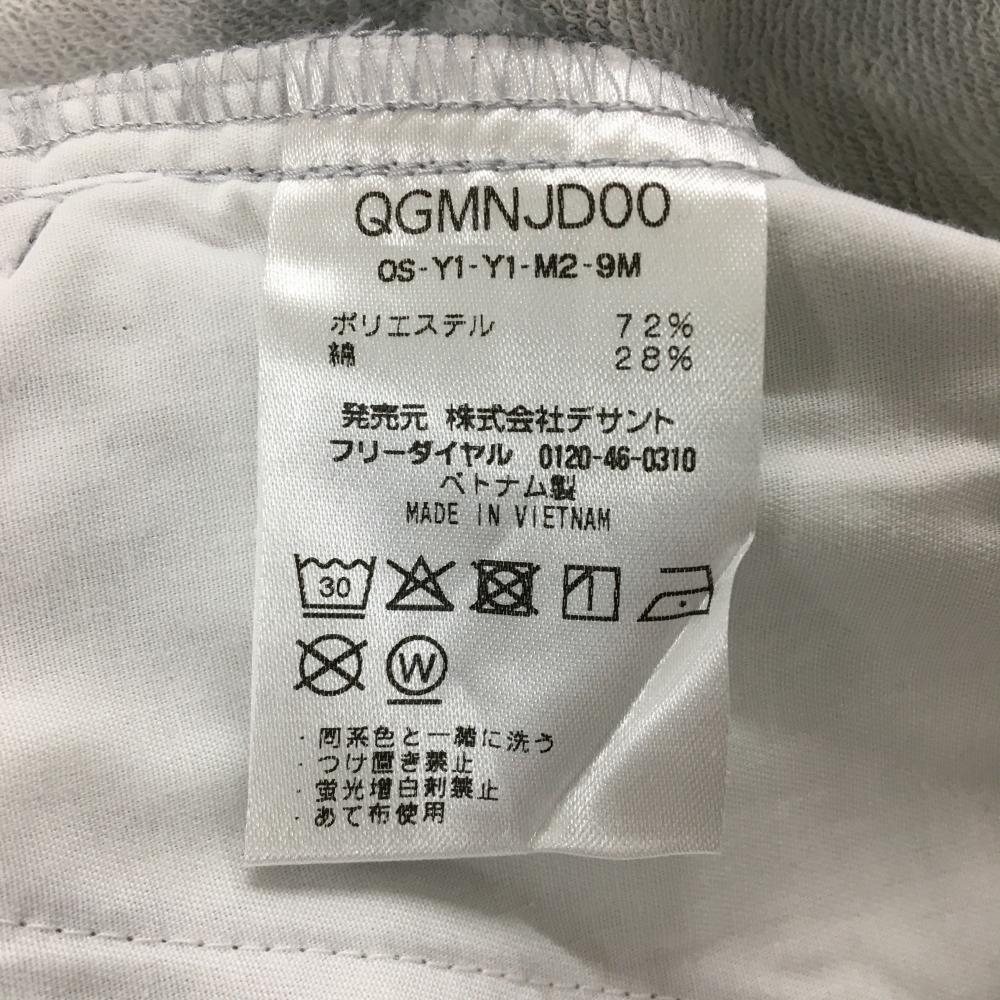 QGMNJD00
OS-Y1-Y1-M2-9M
ポリエステル 72%
綿 28%
発売元 株式会社デサント
フリーダイヤル 0120-46-0310
ベトナム製
MADE IN VIETNAM
30
W
・同系色と一緒に洗う
・つけ置き禁止
・蛍光増白剤禁止
・あて布使用